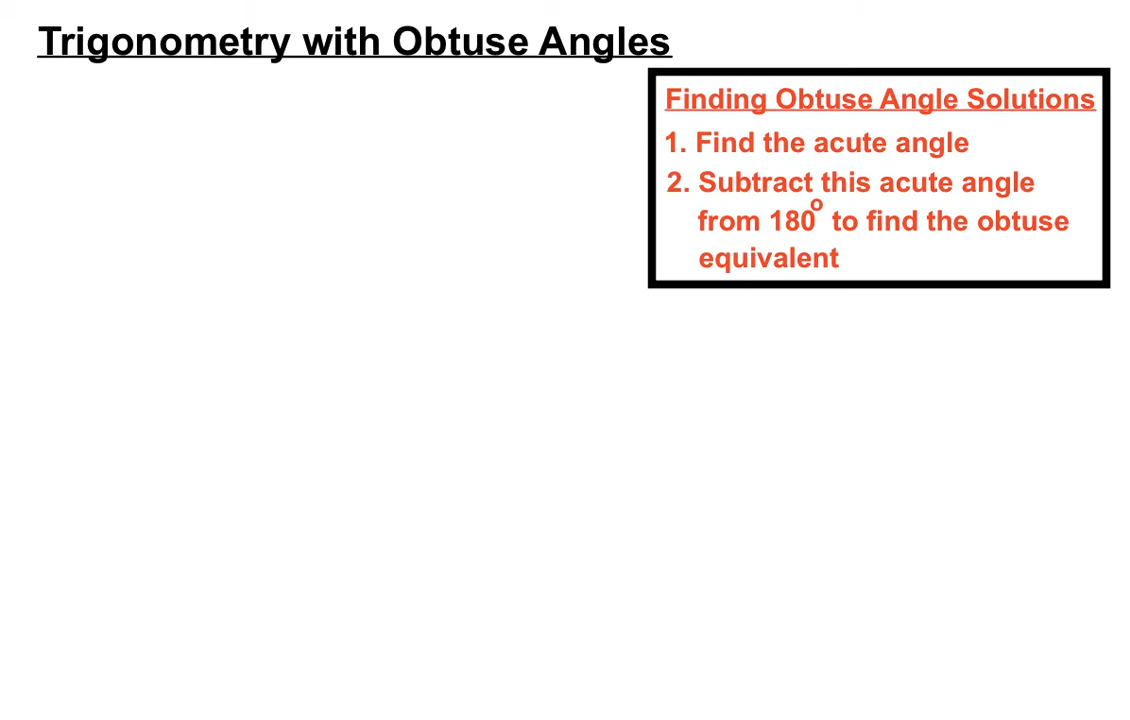 Trigonometry with Obtuse Angles
Finding Obtuse Angle Solutions
1. Find the acute angle
2. Subtract this acute angle
from 180° to find the obtuse
equivalent